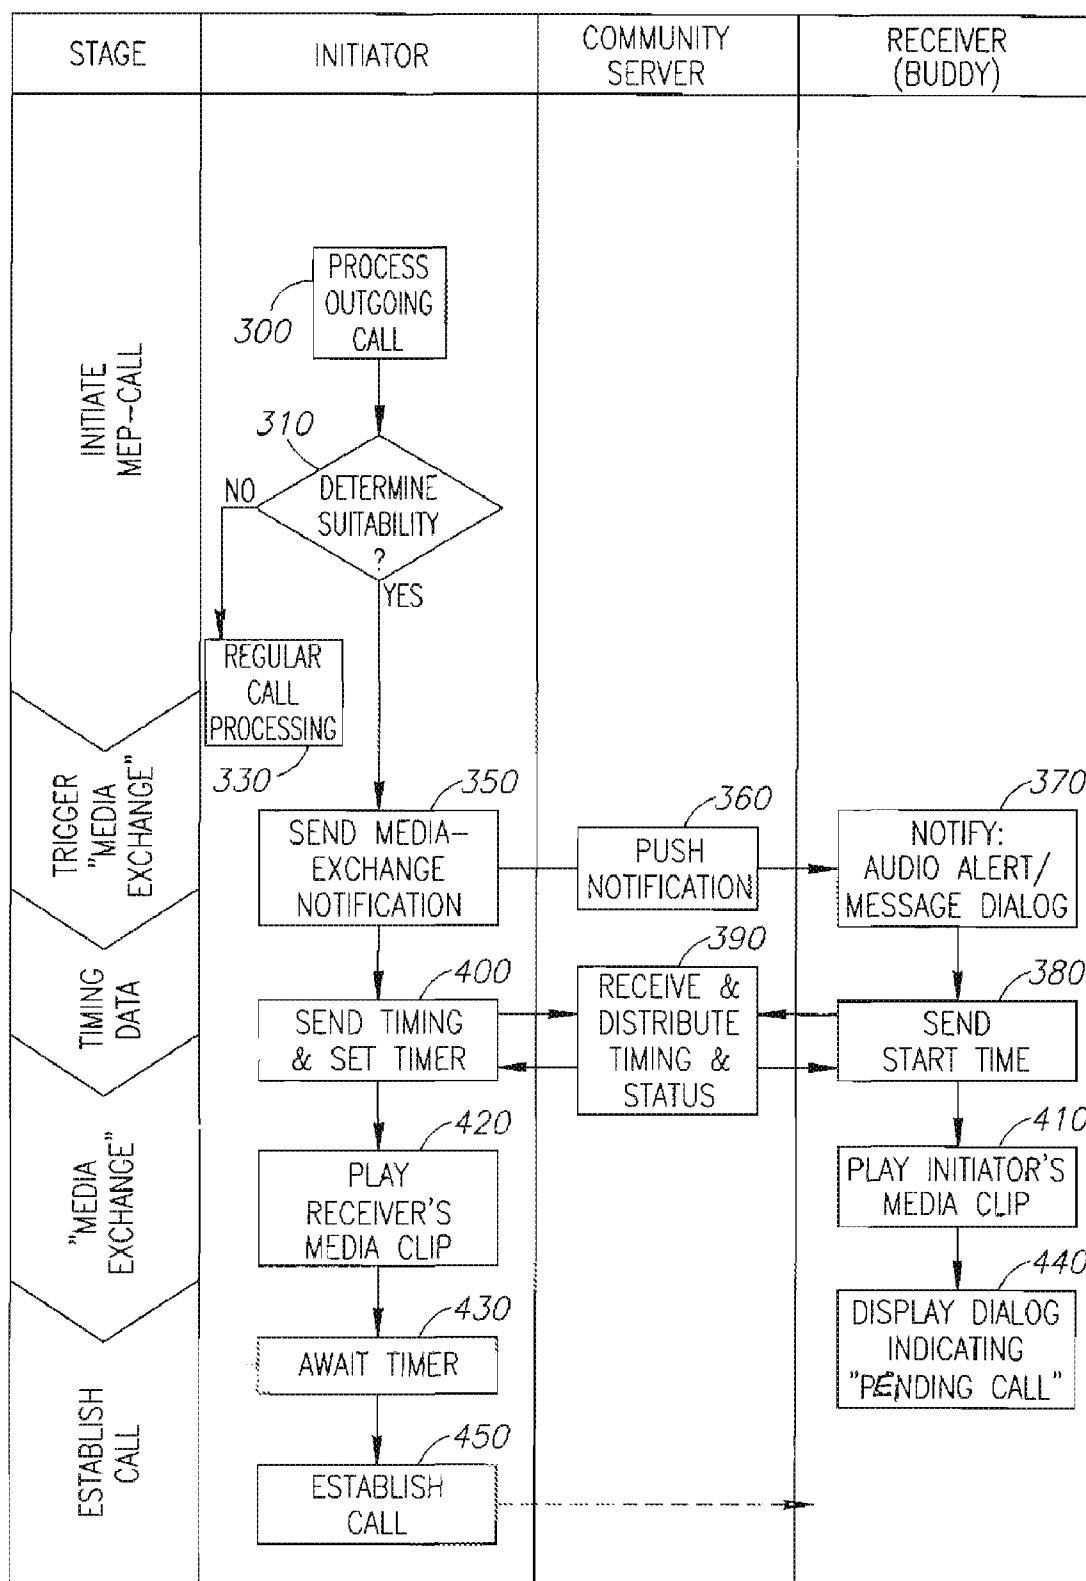 STAGE
INITIATOR
COMMUNITY
SERVER
RECEIVER
(BUDDY)
INITIATE
MEP-CALL
PROCESS
OUTGOING
CALL
300
310
DETERMINE
SUITABILITY
?
NO
YES
REGULAR
CALL
PROCESSING
330
TRIGGER
"MEDIA
EXCHANGE"
350
SEND MEDIA-
EXCHANGE
NOTIFICATION
360
PUSH
NOTIFICATION
370
NOTIFY:
AUDIO ALERT/
MESSAGE DIALOG
TIMING
DATA
400
SEND TIMING
& SET TIMER
390
RECEIVE &
DISTRIBUTE
TIMING &
STATUS
380
SEND
START TIME
"MEDIA
EXCHANGE"
420
PLAY
RECEIVER'S
MEDIA CLIP
410
PLAY INITIATOR'S
MEDIA CLIP
440
DISPLAY DIALOG
INDICATING
"PENDING CALL"
430
AWAIT TIMER
ESTABLISH
CALL
450
ESTABLISH
CALL